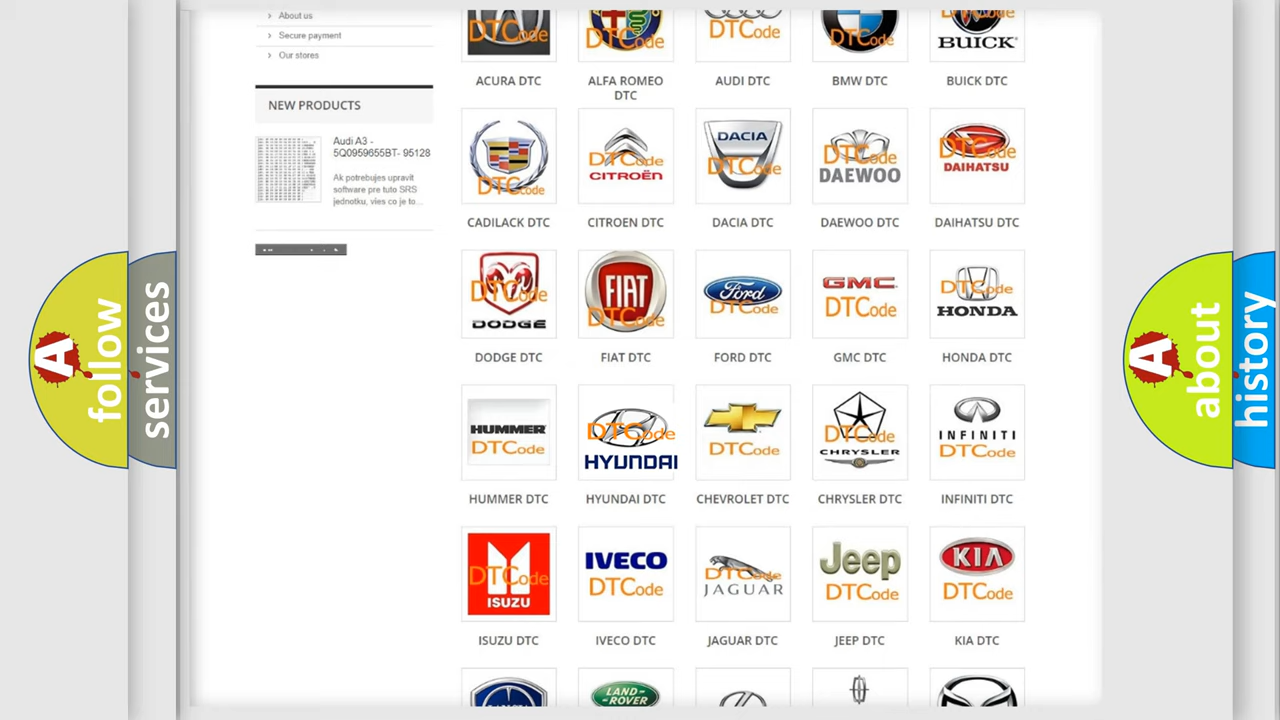 About us
Secure payment
Our stores
NEW PRODUCTS
Audi A3 -
5Q0959655BT- 95128
Ak potrebujes upravit
software pre tuto SRS
jednotku, vies co je to...
DTCode
DTCode
DTCode
DTCode
BUICK
ACURA DTC
ALFA ROMEO
DTC
AUDI DTC
BMW DTC
BUICK DTC
DTCode
DTCode
CITROËN
DACIA
DTCode
DTCode
DAEWOO
DTCode
DAIHATSU
CADILACK DTC
CITROEN DTC
DACIA DTC
DAEWOO DTC
DAIHATSU DTC
DTCode
DODGE
FIAT
DTCode
Ford
DTCode
GMC
DTCode
DTCode
HONDA
DODGE DTC
FIAT DTC
FORD DTC
GMC DTC
HONDA DTC
HUMMER
DTCode
DTCode
HYUNDAI
DTCode
DTCode
CHRYSLER
INFINITI
DTCode
HUMMER DTC
HYUNDAI DTC
CHEVROLET DTC
CHRYSLER DTC
INFINITI DTC
DTCode
ISUZU
IVECO
DTCode
DTCode
JAGUAR
Jeep
DTCode
KIA
DTCode
ISUZU DTC
IVECO DTC
JAGUAR DTC
JEEP DTC
KIA DTC
LAND-
ROVER
A
follow
services
A
about
history